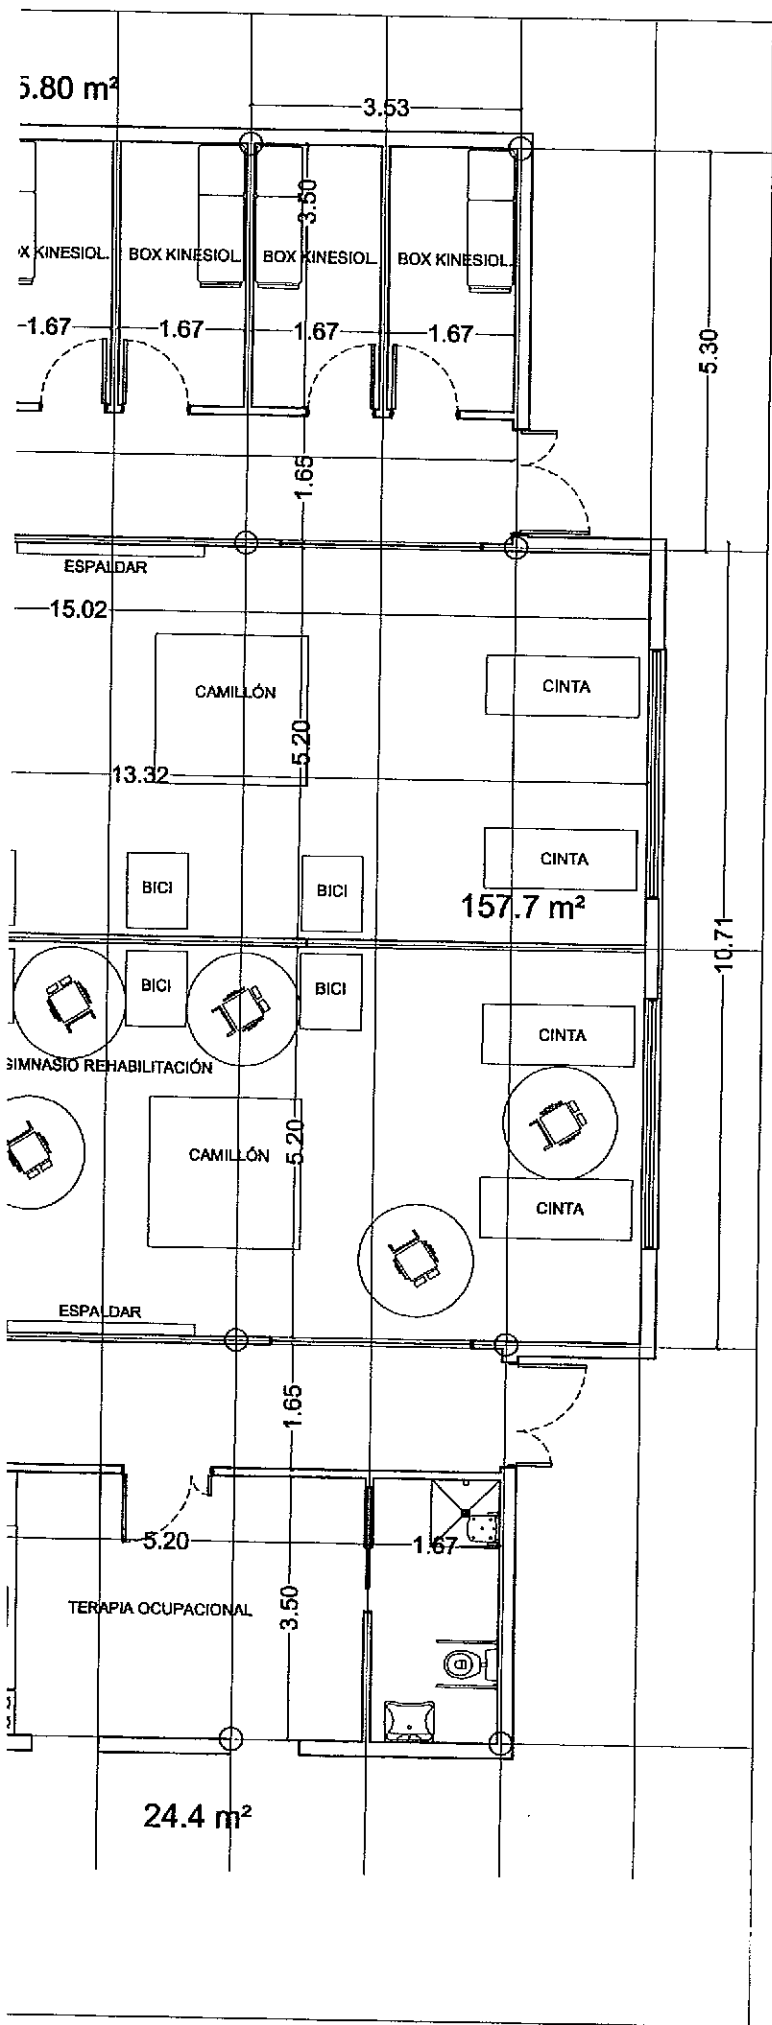 5.80 m²
3.53
3.50
X KINESIOL. BOX KINESIOL. BOX KINESIOL. BOX KINESIOL.
1.67 1.67 1.67 1.67
5.30
1.65
ESPALDAR
15.02
CAMILLÓN CINTA
5.20
13.32
CINTA
BICI BICI
157.7 m²
10.71
BICI BICI
CINTA
GIMNASIO REHABILITACIÓN
CAMILLÓN
5.20
CINTA
ESPALDAR
1.65
5.20 1.67
3.50
TERAPIA OCUPACIONAL
24.4 m²